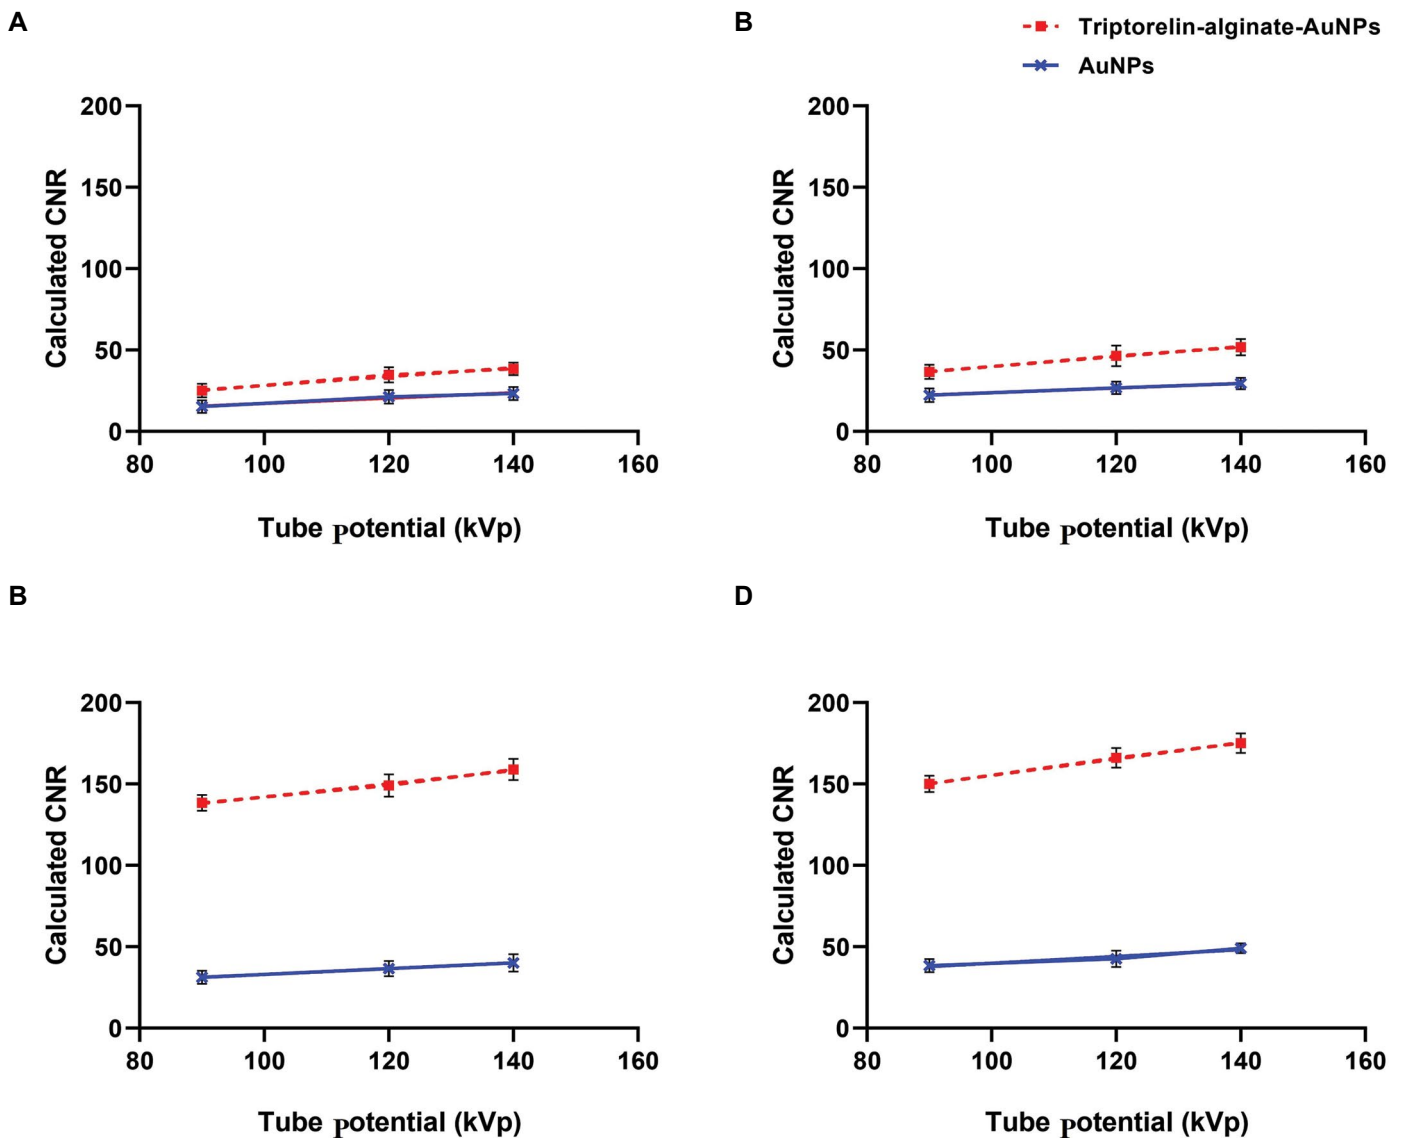 A
B
Triptorelin-alginate-AuNPs
AuNPs
200
150
100
50
0
Calculated CNR
80 100 120 140 160
Tube potential (kVp)
200
150
100
50
0
Calculated CNR
80 100 120 140 160
Tube potential (kVp)
B
D
200
150
100
50
0
Calculated CNR
80 100 120 140 160
Tube potential (kVp)
200
150
100
50
0
Calculated CNR
80 100 120 140 160
Tube potential (kVp)